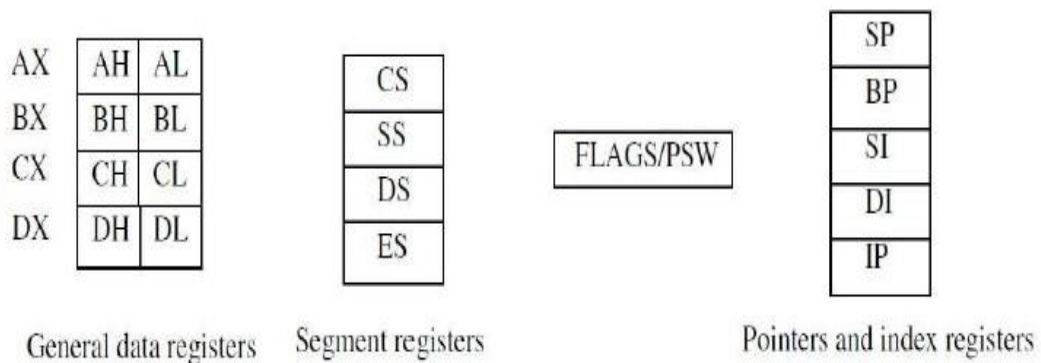 AX AH AL
BX BH BL
CX CH CL
DX DH DL
General data registers
CS
SS
DS
ES
Segment registers
FLAGS/PSW
SP
BP
SI
DI
IP
Pointers and index registers